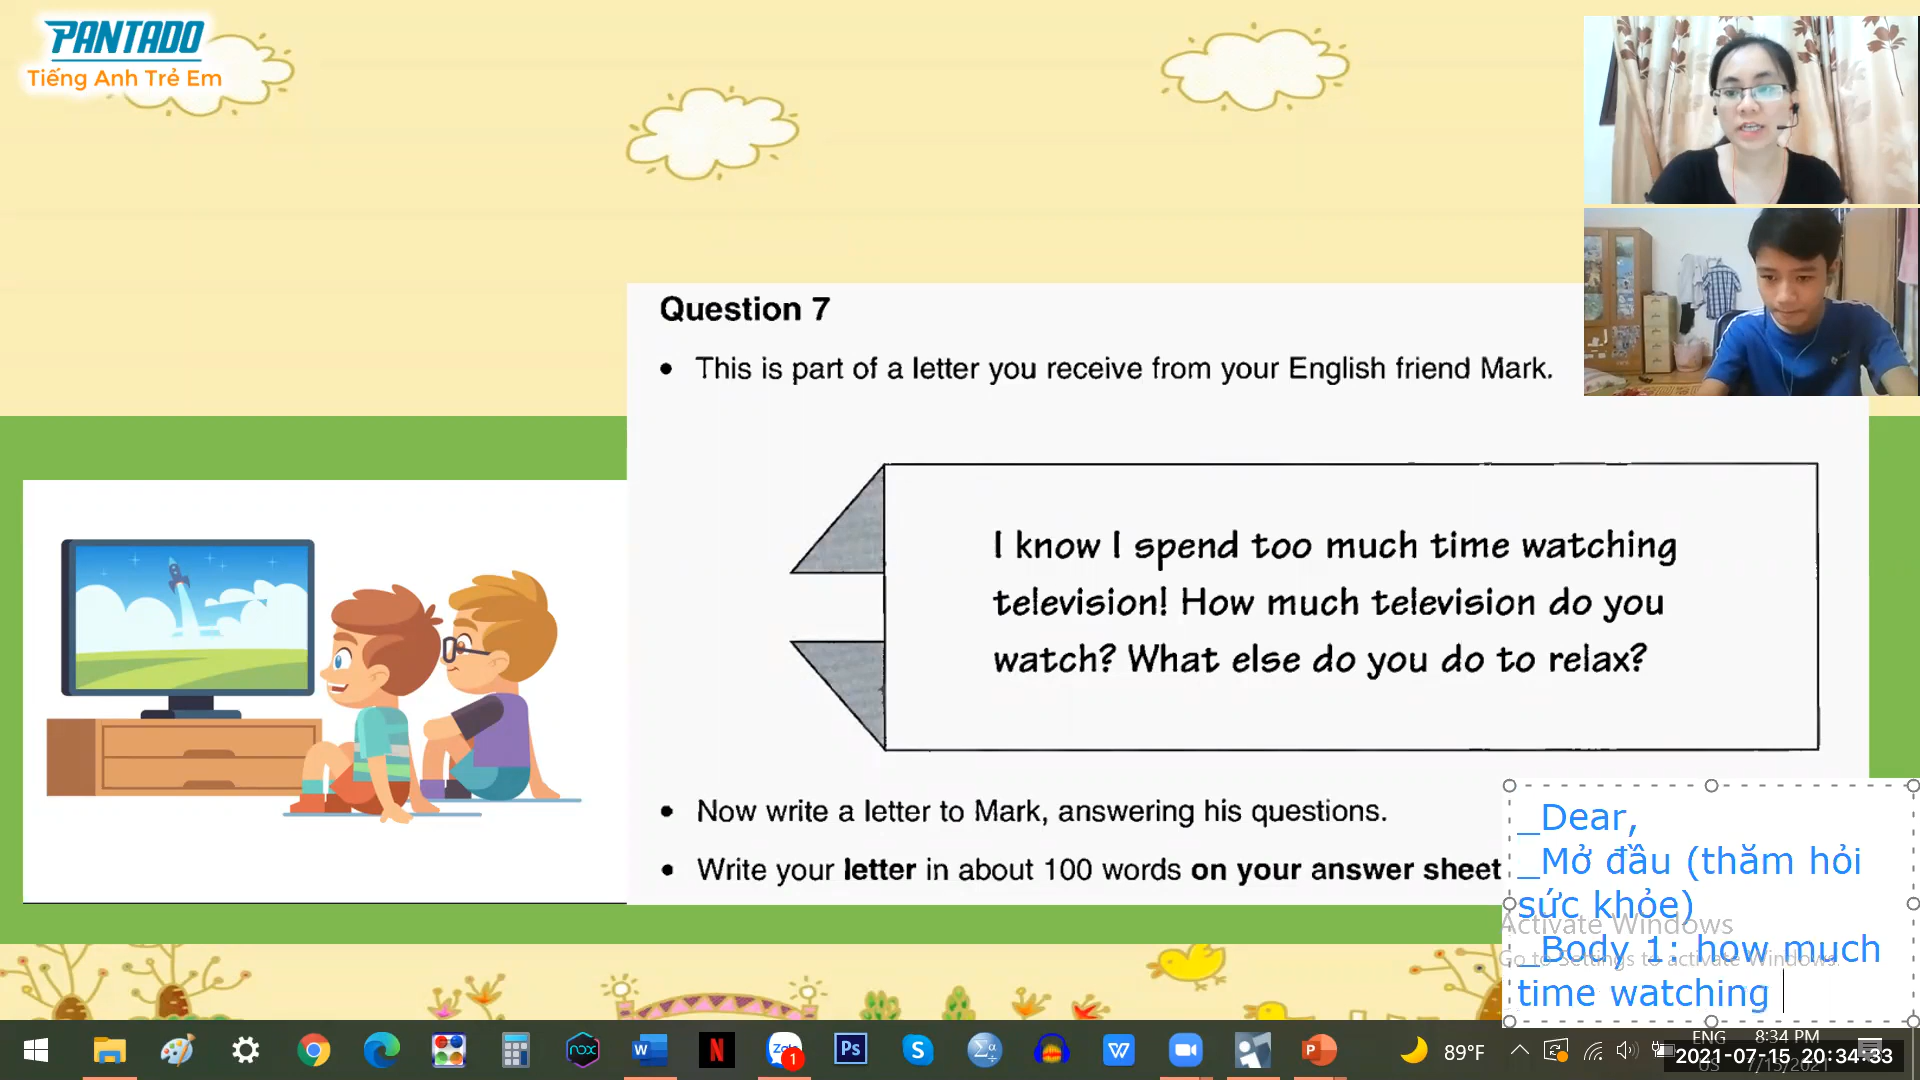 PANTADO
Tiếng Anh Trẻ Em
Question 7
• This is part of a letter you receive from your English friend Mark.
I know I spend too much time watching
television! How much television do you
watch? What else do you do to relax?
• Now write a letter to Mark, answering his questions.
• Write your letter in about 100 words on your answer sheet
_Dear,
_Mở đầu (thăm hỏi
sức khỏe)
Activate Windows
_Body 1: how much
Go to Settings to activate Windows.
time watching
89°F
ENG
US
8:34 PM
7/15/2021
2021-07-15 20:34:33